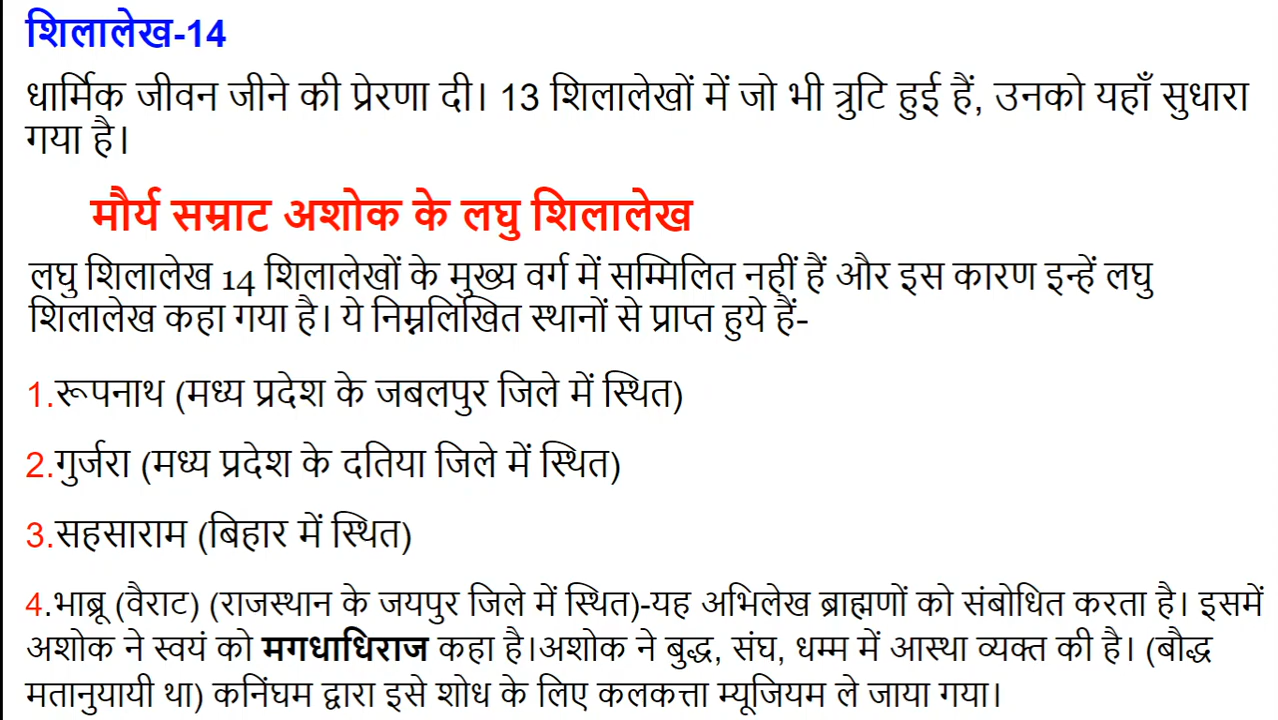 शिलालेख-14
धार्मिक जीवन जीने की प्रेरणा दी। 13 शिलालेखों में जो भी त्रुटि हुई हैं, उनको यहाँ सुधारा
गया है।
मौर्य सम्राट अशोक के लघु शिलालेख
लघु शिलालेख 14 शिलालेखों के मुख्य वर्ग में सम्मिलित नहीं हैं और इस कारण इन्हें लघु
शिलालेख कहा गया है। ये निम्नलिखित स्थानों से प्राप्त हुये हैं-
1.रूपनाथ (मध्य प्रदेश के जबलपुर जिले में स्थित)
2.गुर्जरा (मध्य प्रदेश के दतिया जिले में स्थित)
3.सहसाराम (बिहार में स्थित)
4.भाब्रू (वैराट) (राजस्थान के जयपुर जिले में स्थित)-यह अभिलेख ब्राह्मणों को संबोधित करता है। इसमें
अशोक ने स्वयं को मगधाधिराज कहा है।अशोक ने बुद्ध, संघ, धम्म में आस्था व्यक्त की है। (बौद्ध
मतानुयायी था) कनिंघम द्वारा इसे शोध के लिए कलकत्ता म्यूजियम ले जाया गया।